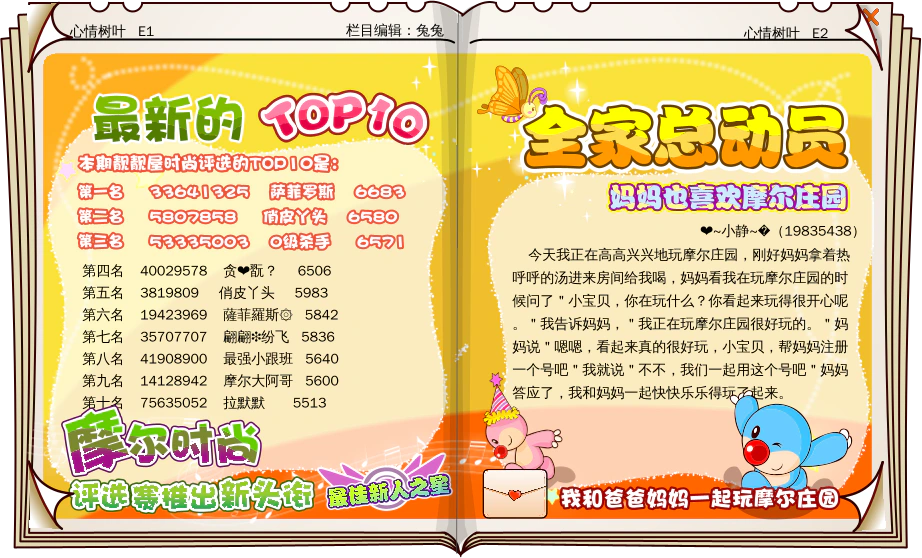 心情树叶 E1 栏目编辑：兔兔
最新的 TOP10
本期靓靓屋时尚评选的TOP10是：
第一名 33641325 萨菲罗斯 6683
第二名 5807858 俏皮丫头 6580
第三名 53335003 0级杀手 6571
第四名 40029578 贪❤翫？ 6506
第五名 3819809 俏皮丫头 5983
第六名 19423969 薩菲羅斯۞ 5842
第七名 35707707 翩翩❇纷飞 5836
第八名 41908900 最强小跟班 5640
第九名 14128942 摩尔大阿哥 5600
第十名 75635052 拉默默 5513
摩尔时尚
评选赛推出新头衔 最佳新人之星
心情树叶 E2
全家总动员
妈妈也喜欢摩尔庄园
❤~小静~�（19835438）
今天我正在高高兴兴地玩摩尔庄园，刚好妈妈拿着热
呼呼的汤进来房间给我喝，妈妈看我在玩摩尔庄园的时
候问了＂小宝贝，你在玩什么？你看起来玩得很开心呢
。＂我告诉妈妈，＂我正在玩摩尔庄园很好玩的。＂妈
妈说＂嗯嗯，看起来真的很好玩，小宝贝，帮妈妈注册
一个号吧＂我就说＂不不，我们一起用这个号吧＂妈妈
答应了，我和妈妈一起快快乐乐得玩了起来。
我和爸爸妈妈一起玩摩尔庄园